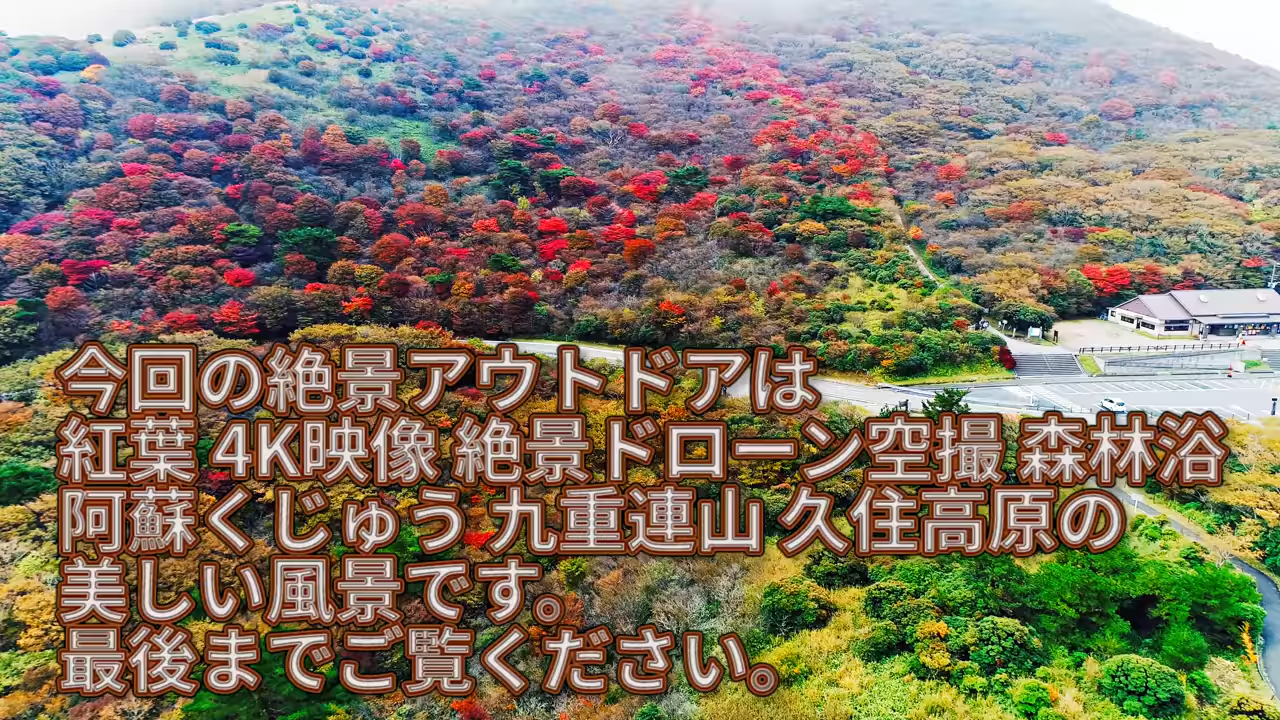 今回の絶景アウトドアは
紅葉 4K映像 絶景ドローン空撮 森林浴
阿蘇くじゅう 九重連山 久住高原の
美しい風景です。
最後までご覧ください。